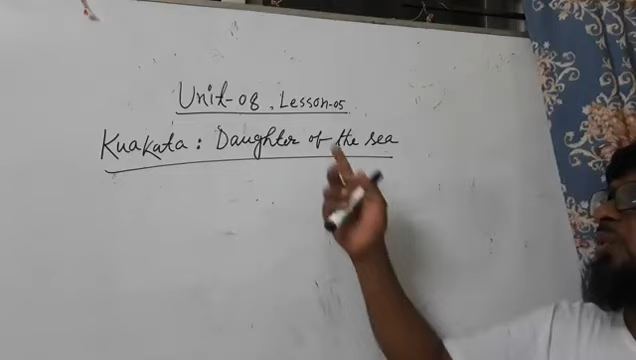 Unit-08, Lesson-05
Kuakata: Daughter of the sea